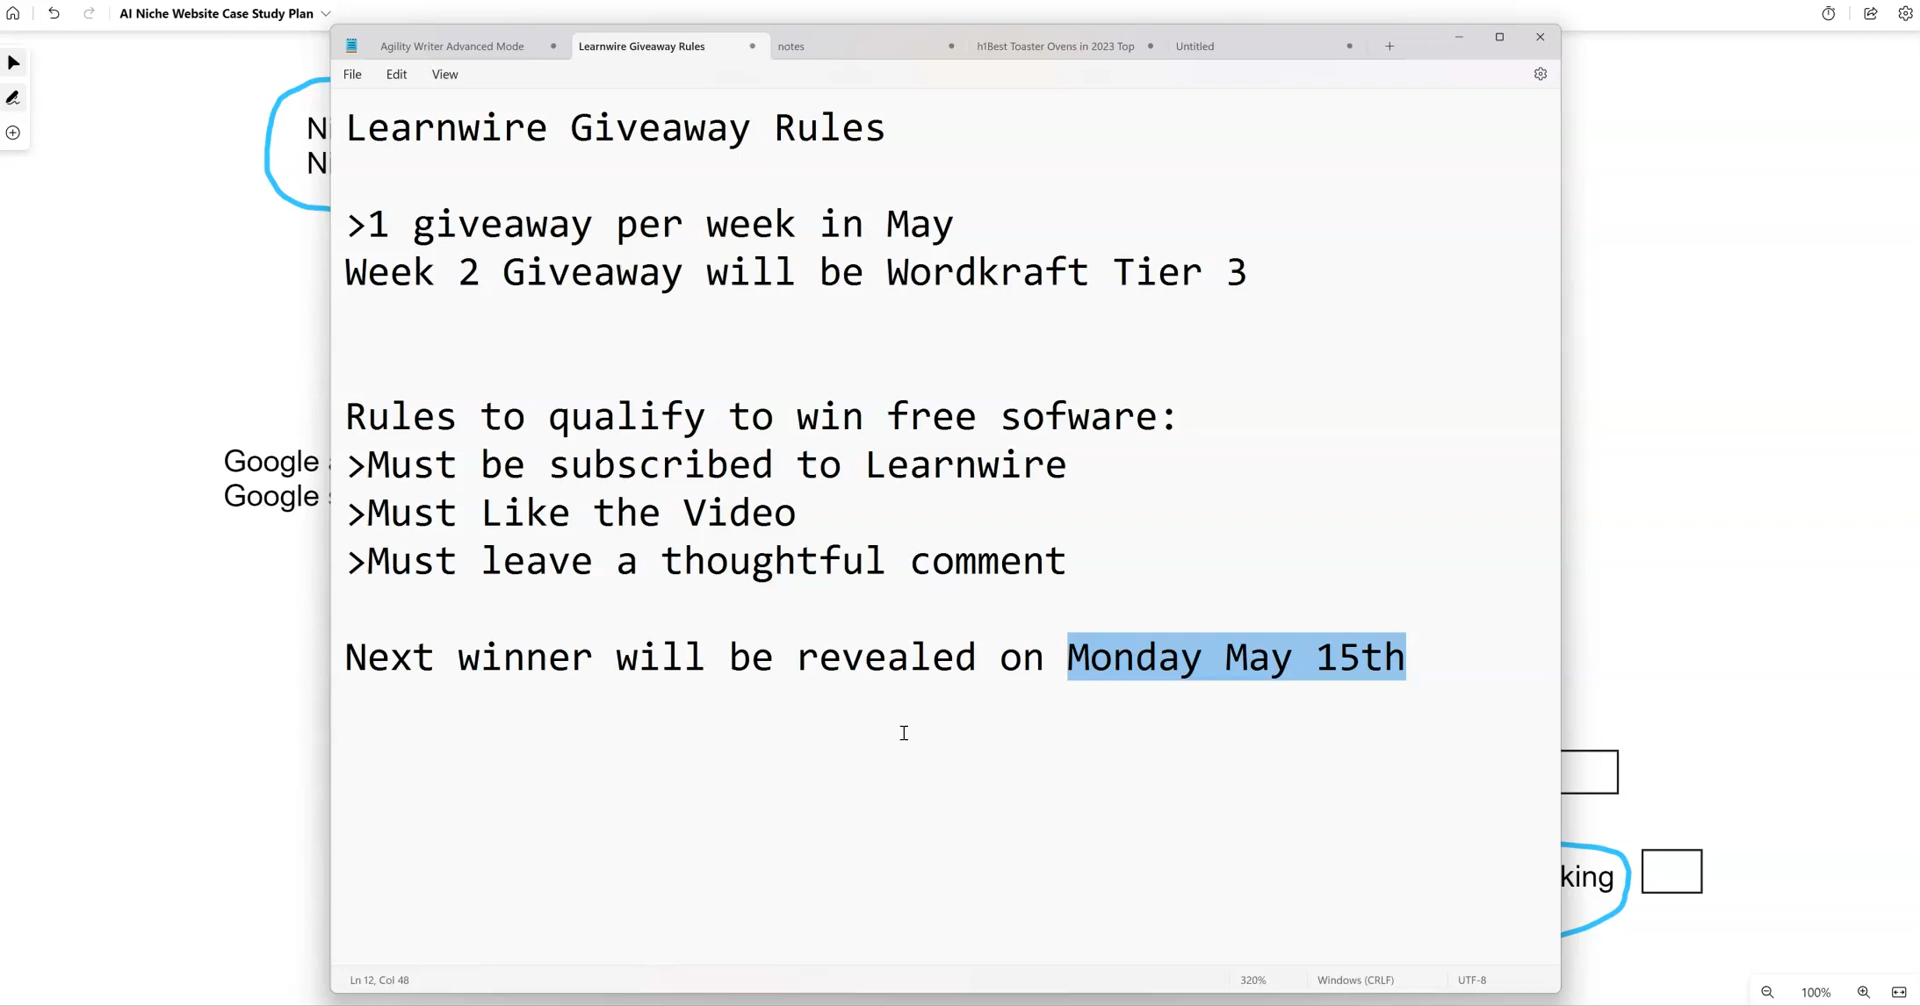 AI Niche Website Case Study Plan
Agility Writer Advanced Mode
Learnwire Giveaway Rules
notes
h1Best Toaster Ovens in 2023 Top
Untitled
File Edit View
Learnwire Giveaway Rules
>1 giveaway per week in May
Week 2 Giveaway will be Wordkraft Tier 3
Rules to qualify to win free sofware:
>Must be subscribed to Learnwire
>Must Like the Video
>Must leave a thoughtful comment
Next winner will be revealed on Monday May 15th
Ni
Ni
Google
Google
king
Ln 12, Col 48
320%
Windows (CRLF)
UTF-8
100%